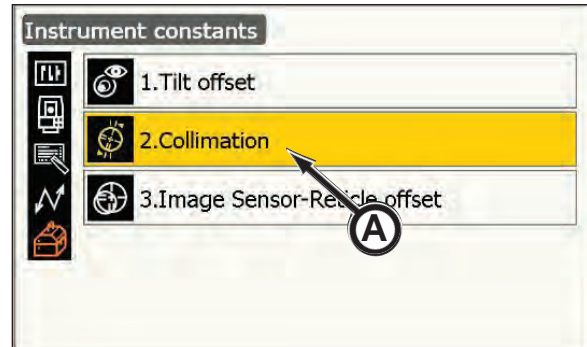 Instrument constants
1.Tilt offset
2.Collimation
3.Image Sensor-Reticle offset
A